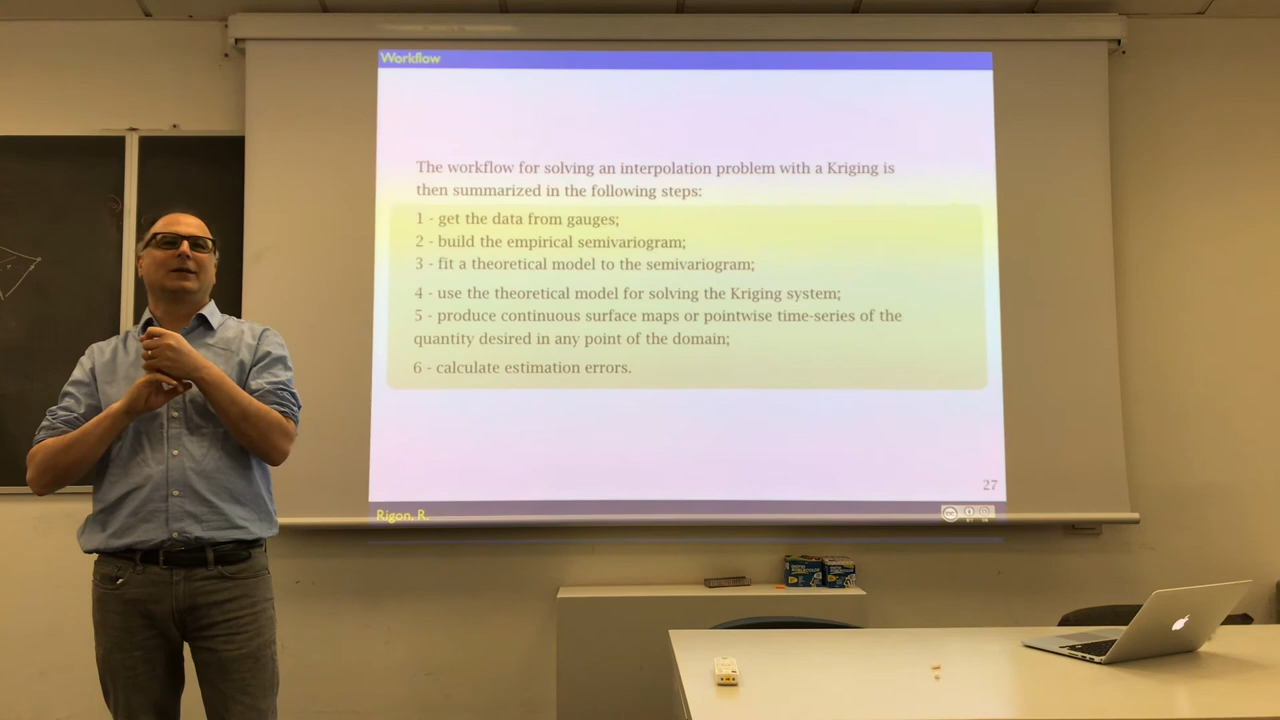 Workflow
The workflow for solving an interpolation problem with a Kriging is
then summarized in the following steps:
1 - get the data from gauges;
2 - build the empirical semivariogram;
3 - fit a theoretical model to the semivariogram;
4 - use the theoretical model for solving the Kriging system;
5 - produce continuous surface maps or pointwise time-series of the
quantity desired in any point of the domain;
6 - calculate estimation errors.
27
Rigon, R.
cc